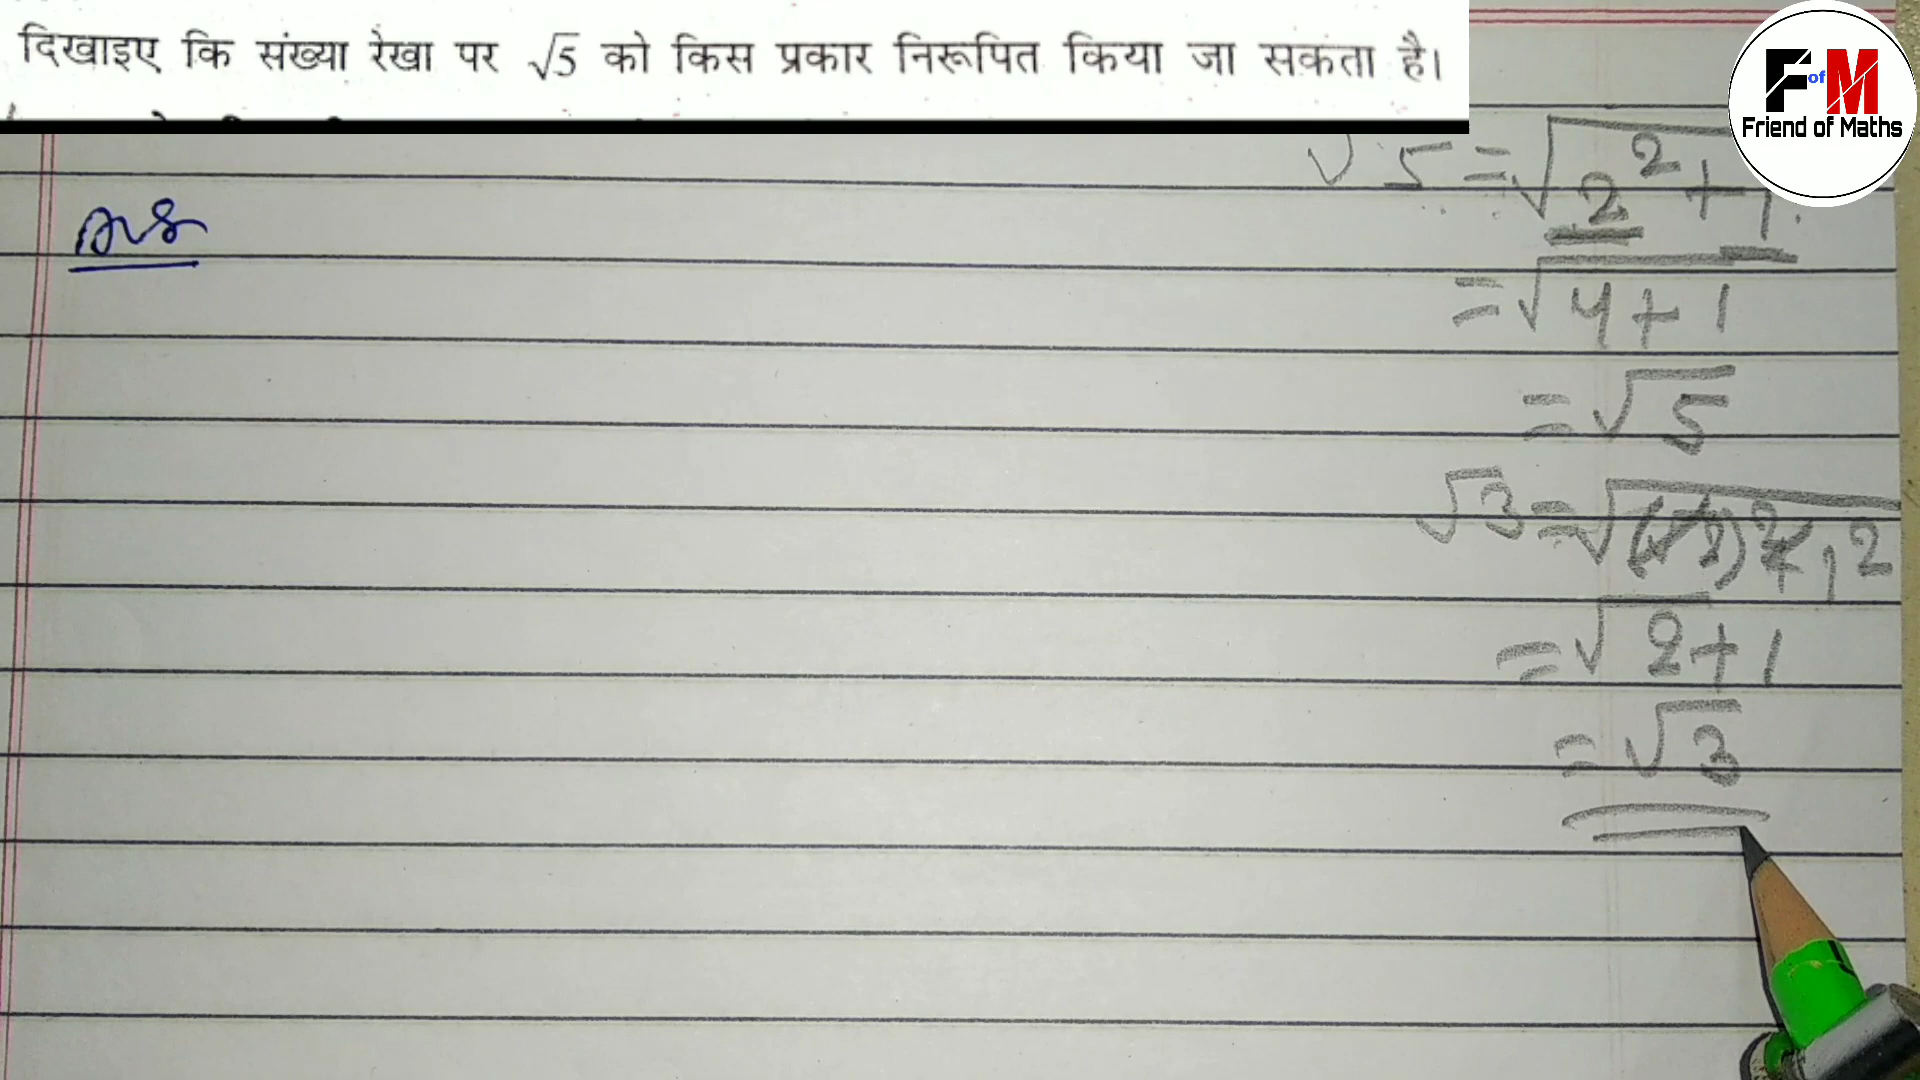 दिखाइए कि संख्या रेखा पर √5 को किस प्रकार निरूपित किया जा सकता है।
FofM
Friend of Maths
Ans
√5 = √2² + 1
= √4 + 1
= √5
√3 = √(√2)² + 1²
= √2 + 1
= √3